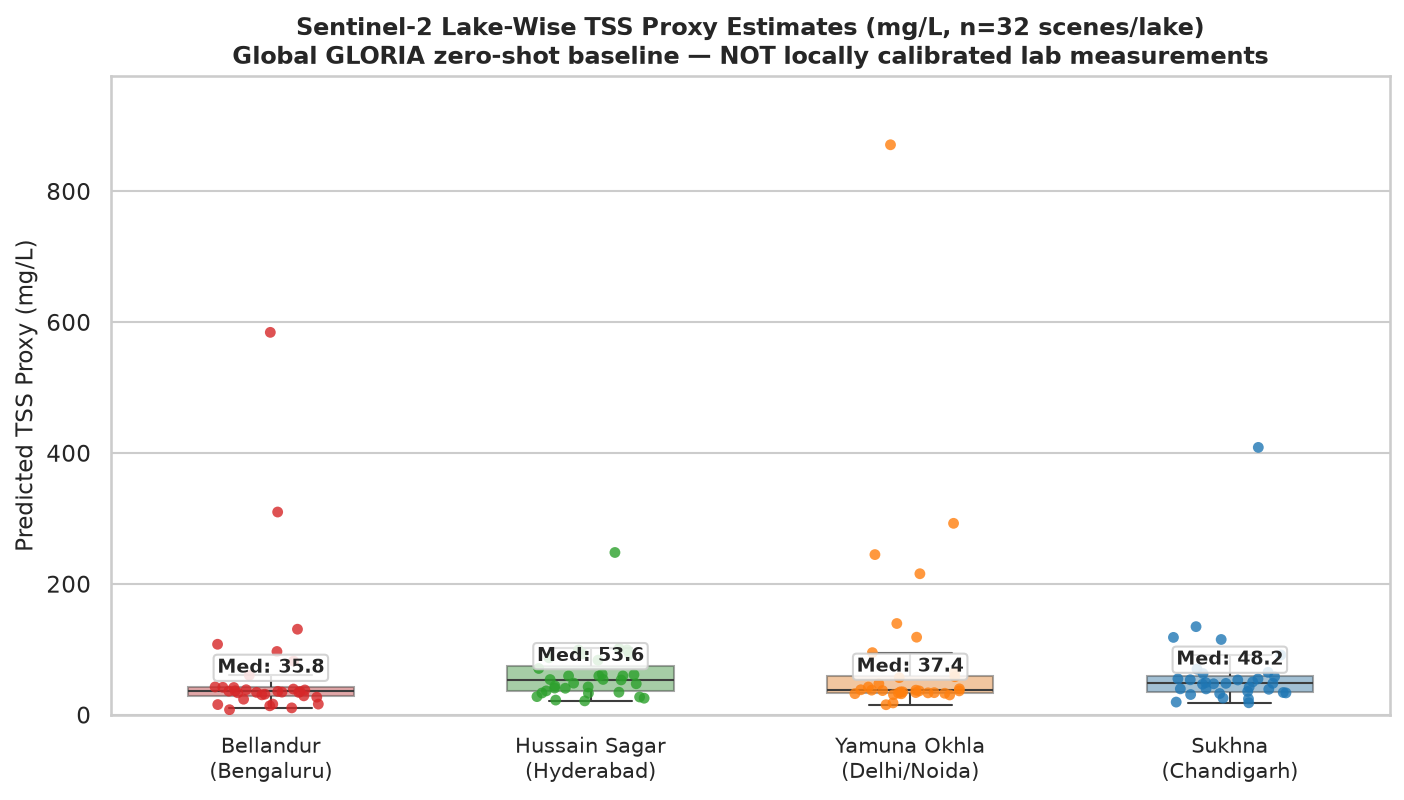 Sentinel-2 Lake-Wise TSS Proxy Estimates (mg/L, n=32 scenes/lake)
Global GLORIA zero-shot baseline — NOT locally calibrated lab measurements
Predicted TSS Proxy (mg/L)
800
600
400
200
0
Med: 35.8
Med: 53.6
Med: 37.4
Med: 48.2
Bellandur
(Bengaluru)
Hussain Sagar
(Hyderabad)
Yamuna Okhla
(Delhi/Noida)
Sukhna
(Chandigarh)